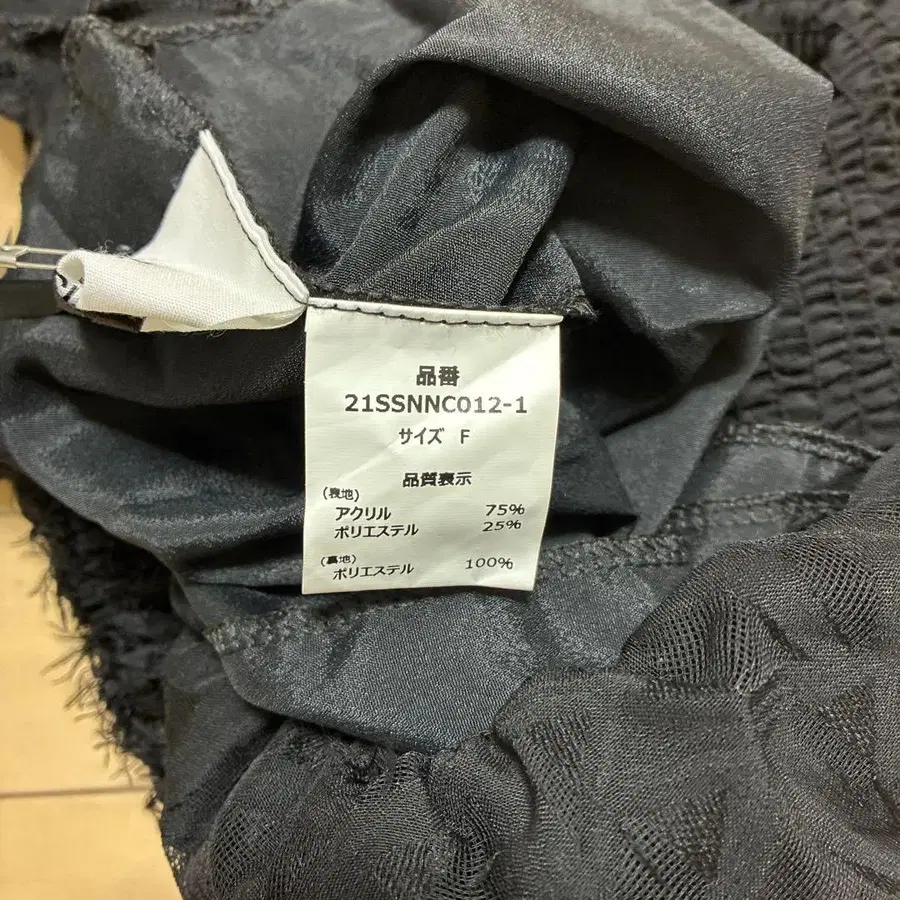 品番
21SSNNC012-1
サイズ F
品質表示
(表地)
アクリル 75%
ポリエステル 25%
(裏地)
ポリエステル 100%